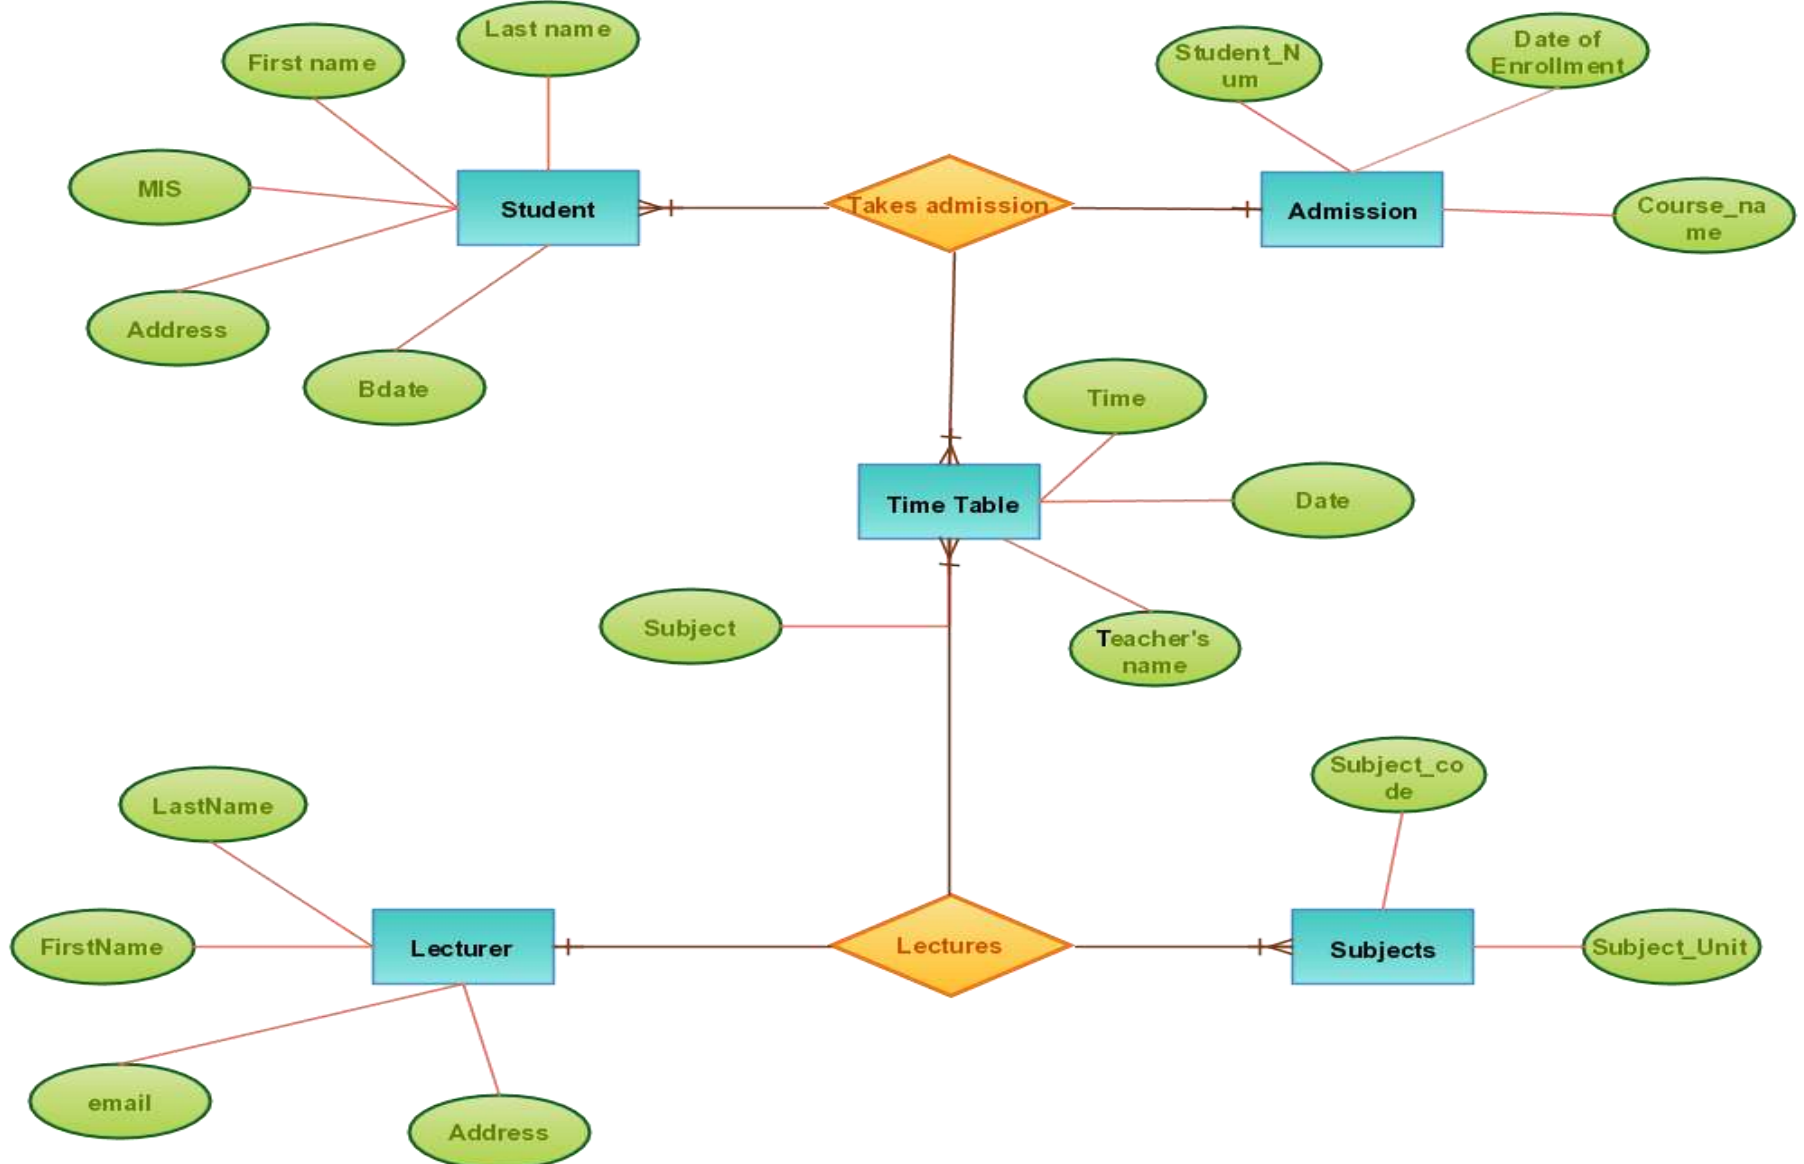 Last name
First name
Student_N
um
Date of
Enrollment
MIS
Student
Takes admission
Admission
Course_na
me
Address
Bdate
Time
Time Table
Date
Subject
Teacher's
name
Subject_co
de
LastName
FirstName
Lecturer
Lectures
Subjects
Subject_Unit
email
Address